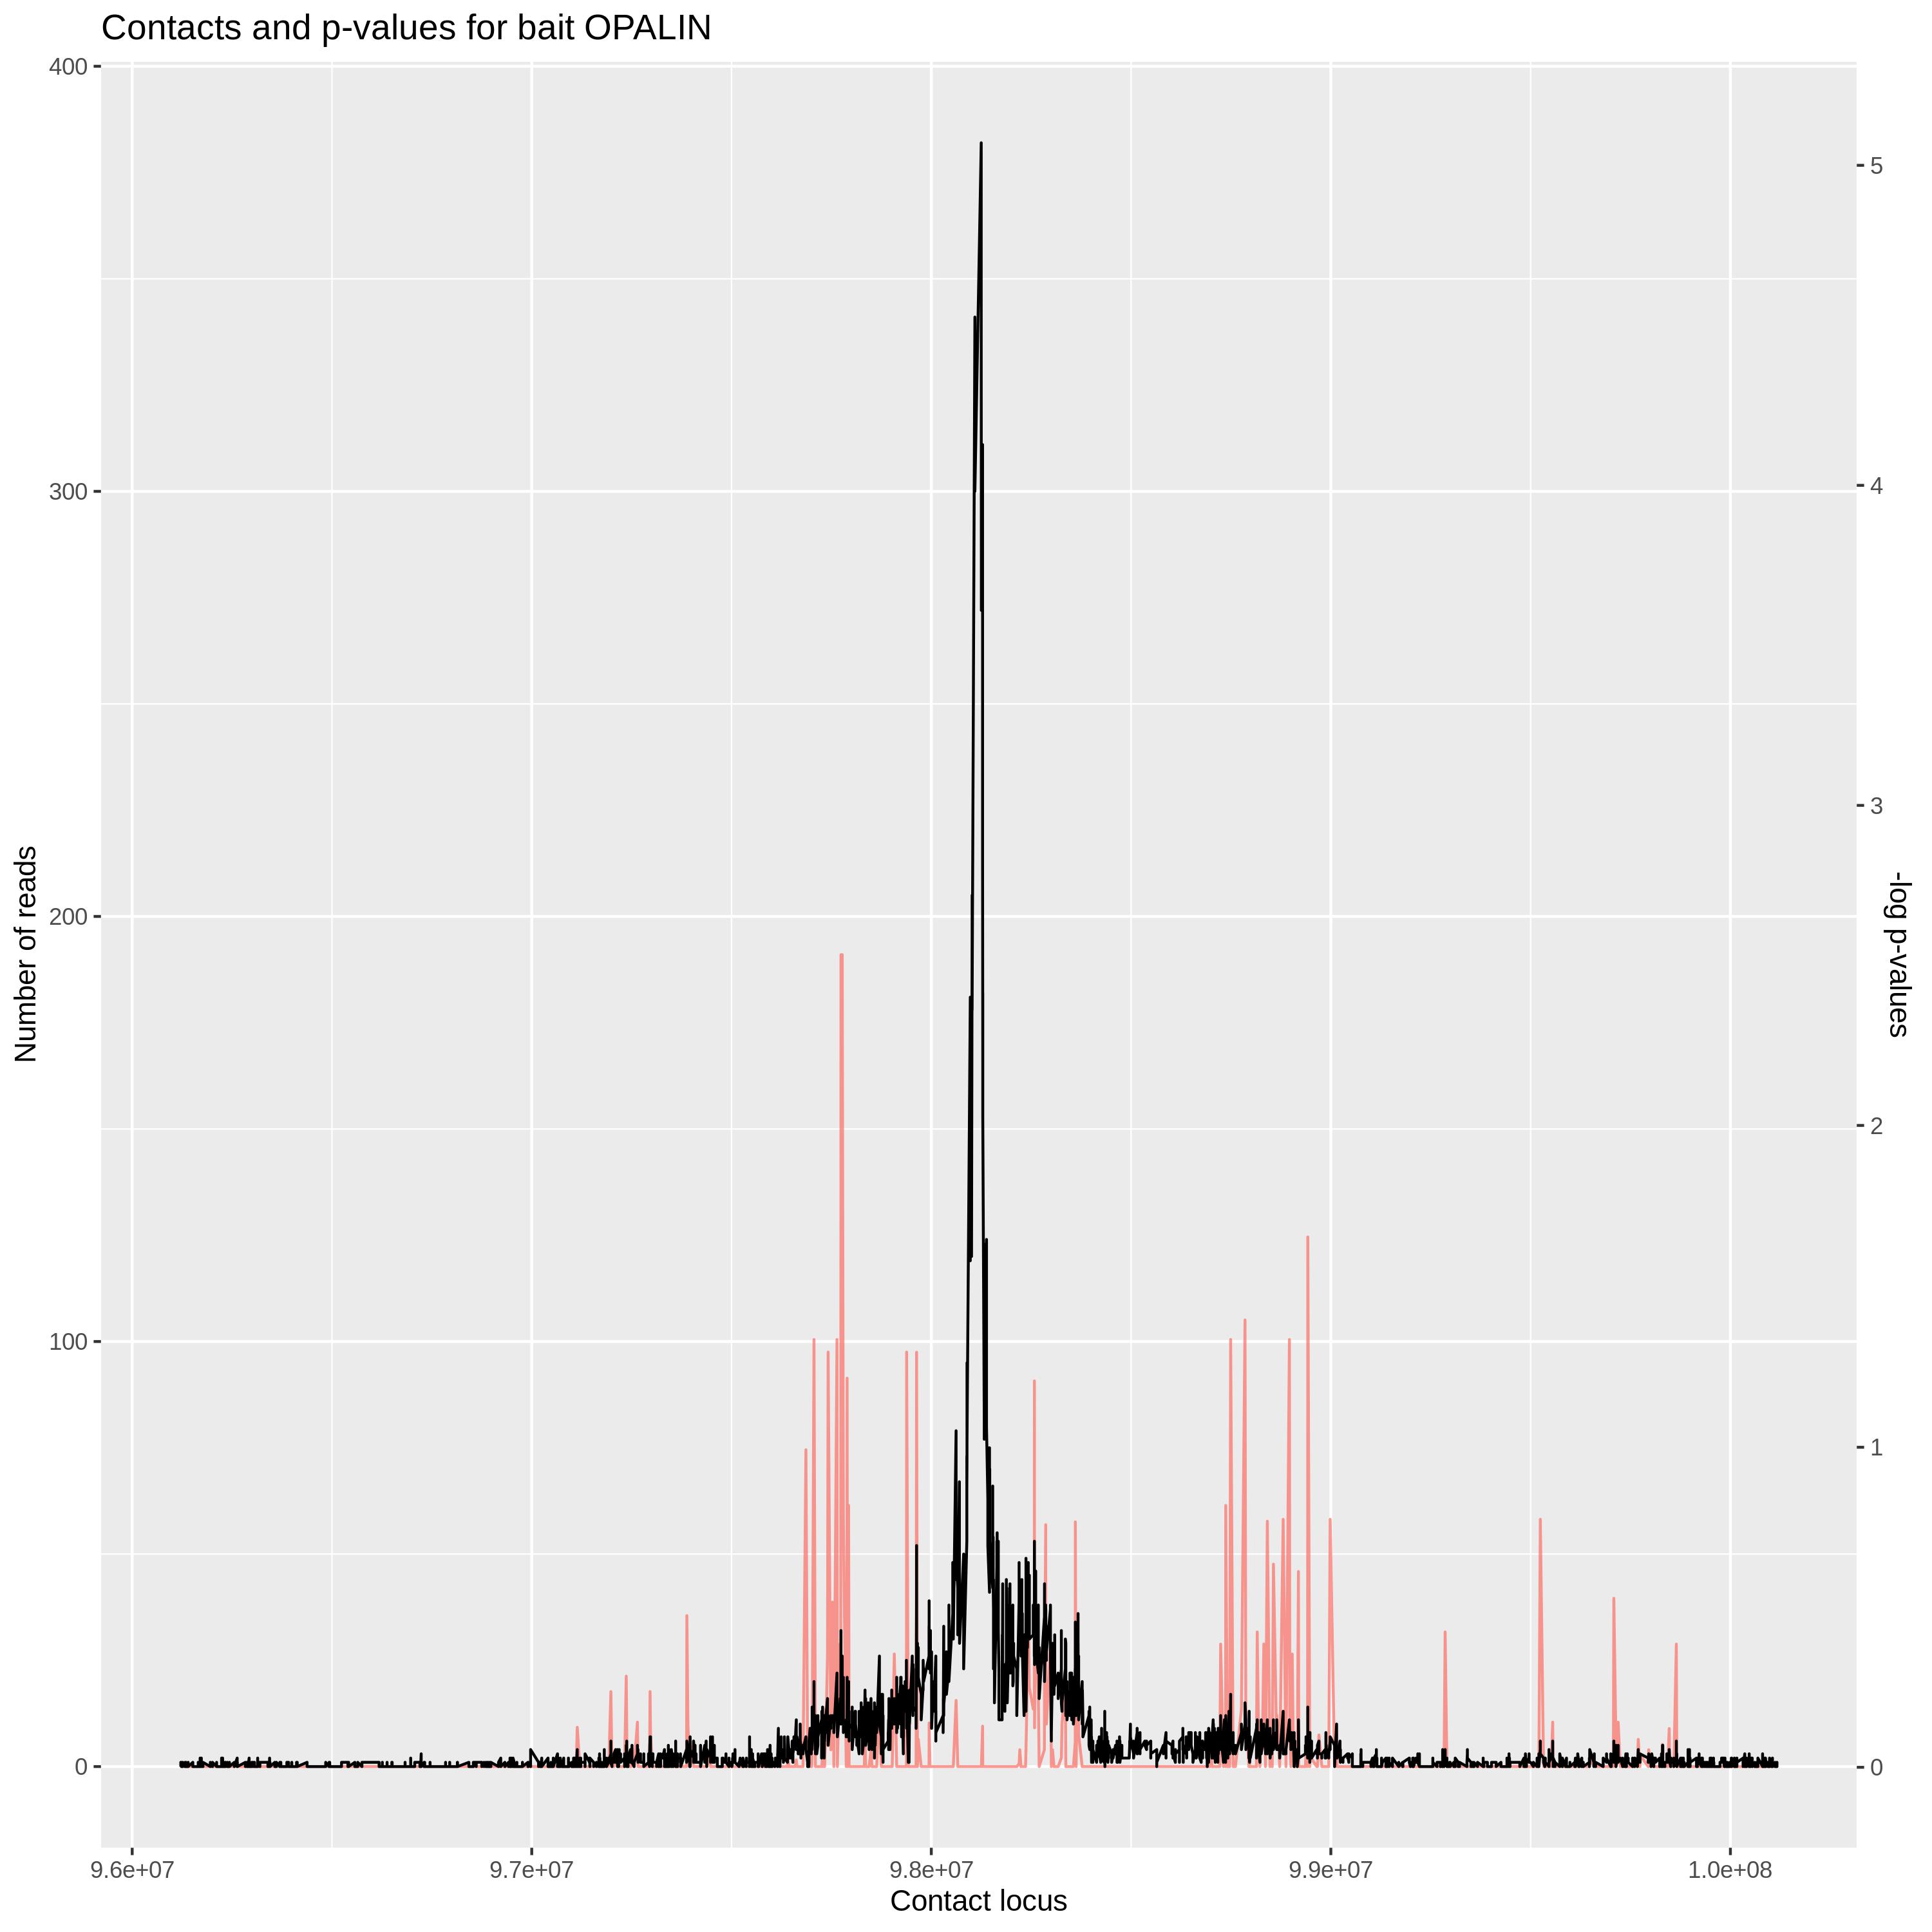 Contacts and p-values for bait OPALIN
400
300
200
100
0
Number of reads
5
4
3
2
1
0
-log p-values
9.6e+07
9.7e+07
9.8e+07
9.9e+07
1.0e+08
Contact locus